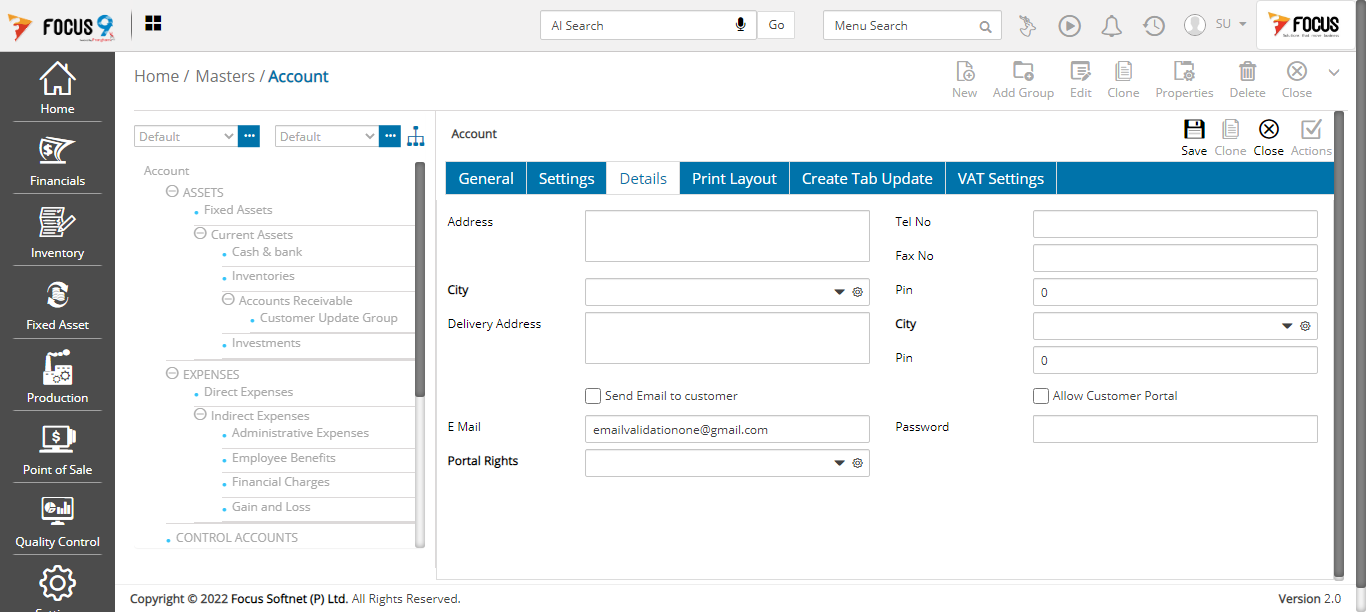 FOCUS 9
AI Search
Go
Menu Search
SU
FOCUS
Home
Financials
Inventory
Fixed Asset
Production
Point of Sale
Quality Control
Home / Masters / Account
New
Add Group
Edit
Clone
Properties
Delete
Close
Default
Default
Account
ASSETS
Fixed Assets
Current Assets
Cash & bank
Inventories
Accounts Receivable
Customer Update Group
Investments
EXPENSES
Direct Expenses
Indirect Expenses
Administrative Expenses
Employee Benefits
Financial Charges
Gain and Loss
CONTROL ACCOUNTS
Account
Save
Clone
Close
Actions
General
Settings
Details
Print Layout
Create Tab Update
VAT Settings
Address
Tel No
Fax No
City
Pin
0
Delivery Address
City
Pin
0
Send Email to customer
Allow Customer Portal
E Mail
emailvalidationone@gmail.com
Password
Portal Rights
Copyright © 2022 Focus Softnet (P) Ltd. All Rights Reserved.
Version 2.0